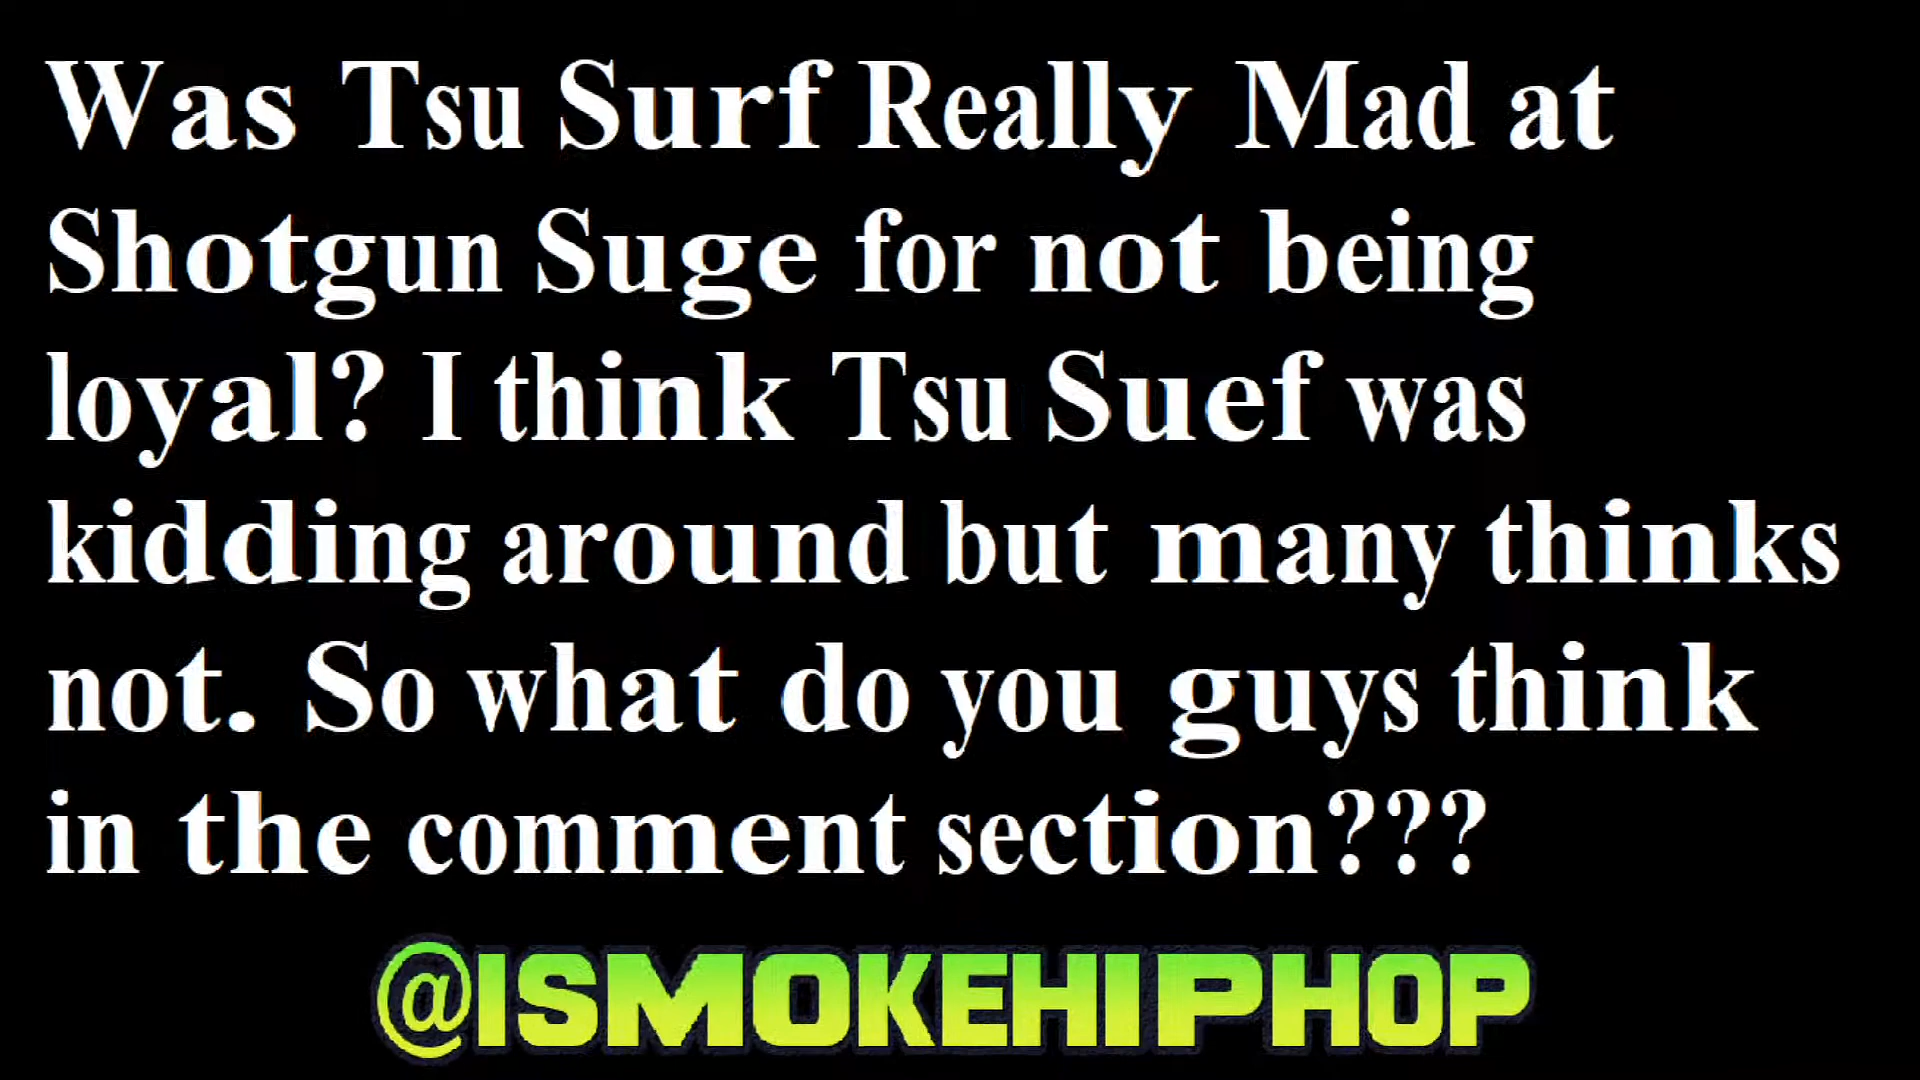 Was Tsu Surf Really Mad at
Shotgun Suge for not being
loyal? I think Tsu Suef was
kidding around but many thinks
not. So what do you guys think
in the comment section???
@ISMOKEHIPHOP